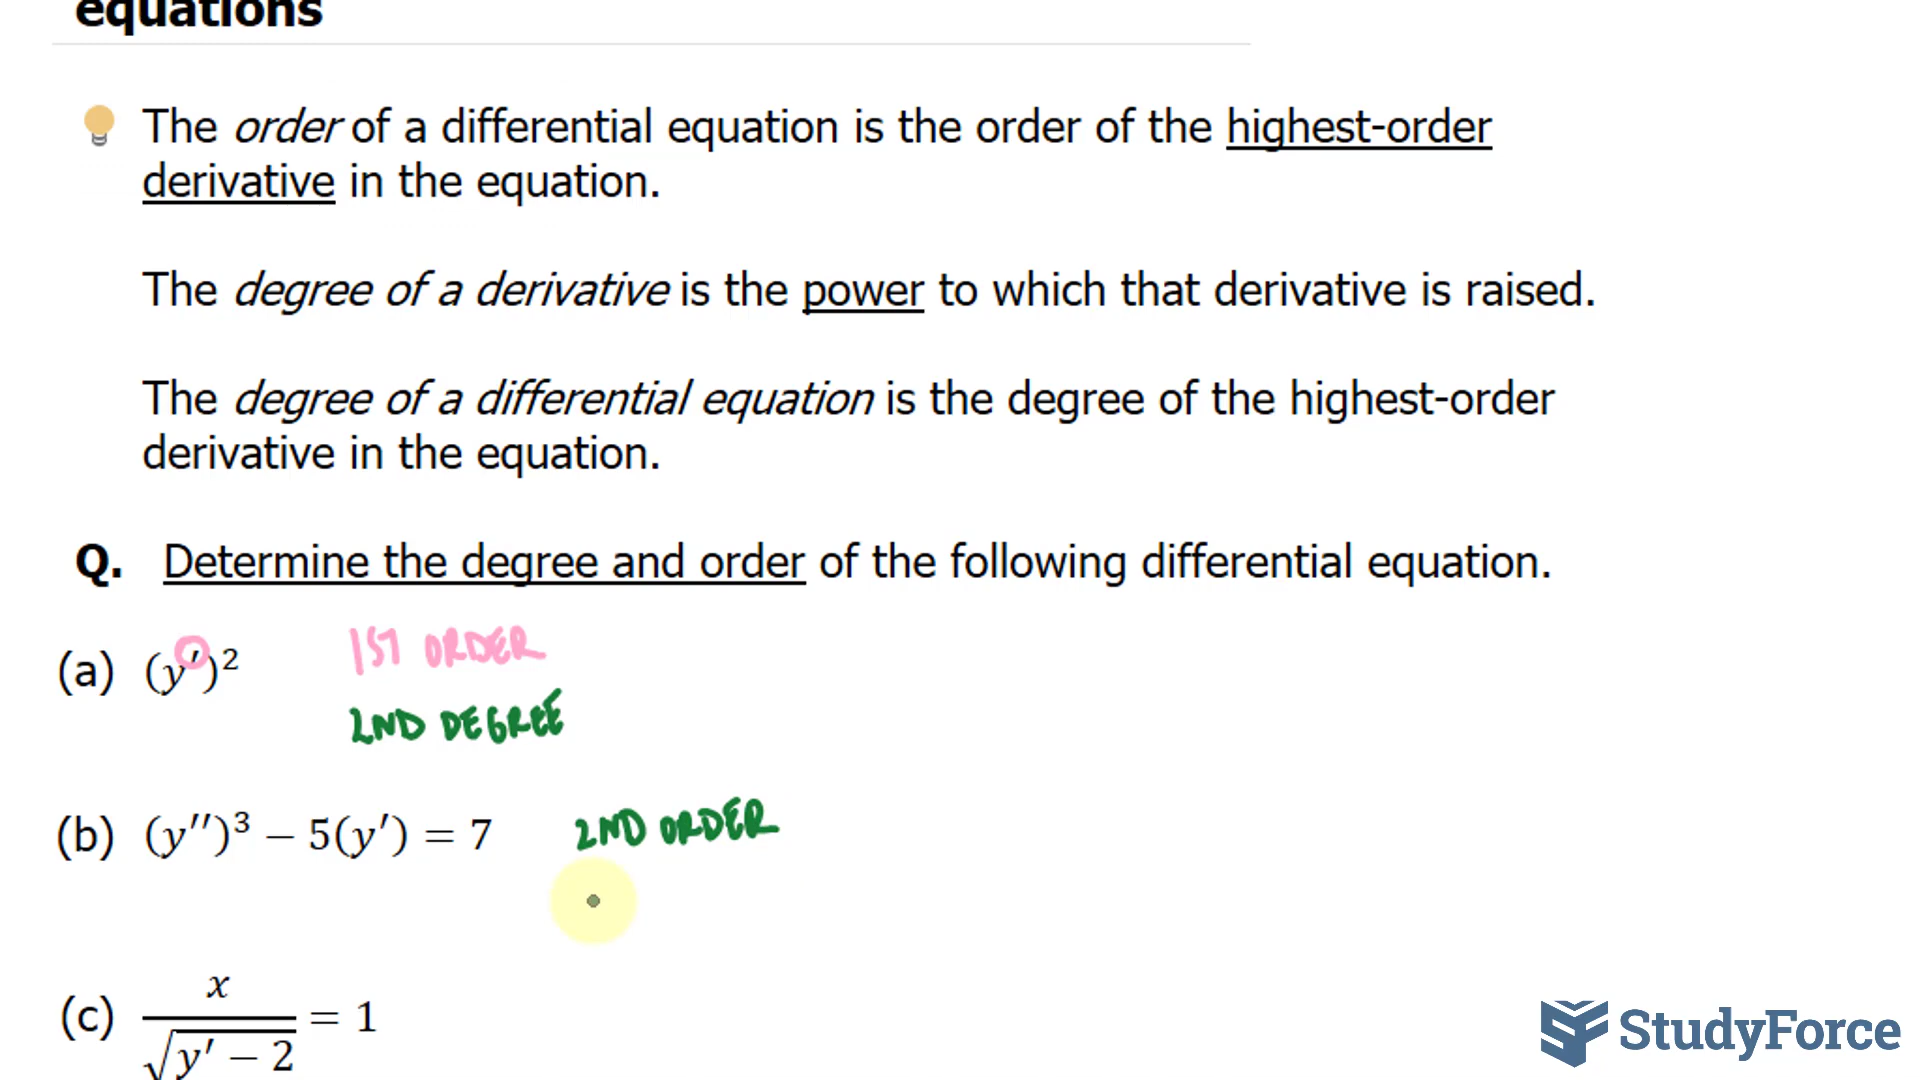 equations
The order of a differential equation is the order of the highest-order
derivative in the equation.
The degree of a derivative is the power to which that derivative is raised.
The degree of a differential equation is the degree of the highest-order
derivative in the equation.
Q. Determine the degree and order of the following differential equation.
(a) (y′)² 1ST ORDER
2ND DEGREE
(b) (y′′)³ − 5(y′) = 7 2ND ORDER
(c) x / √(y′ − 2) = 1
StudyForce